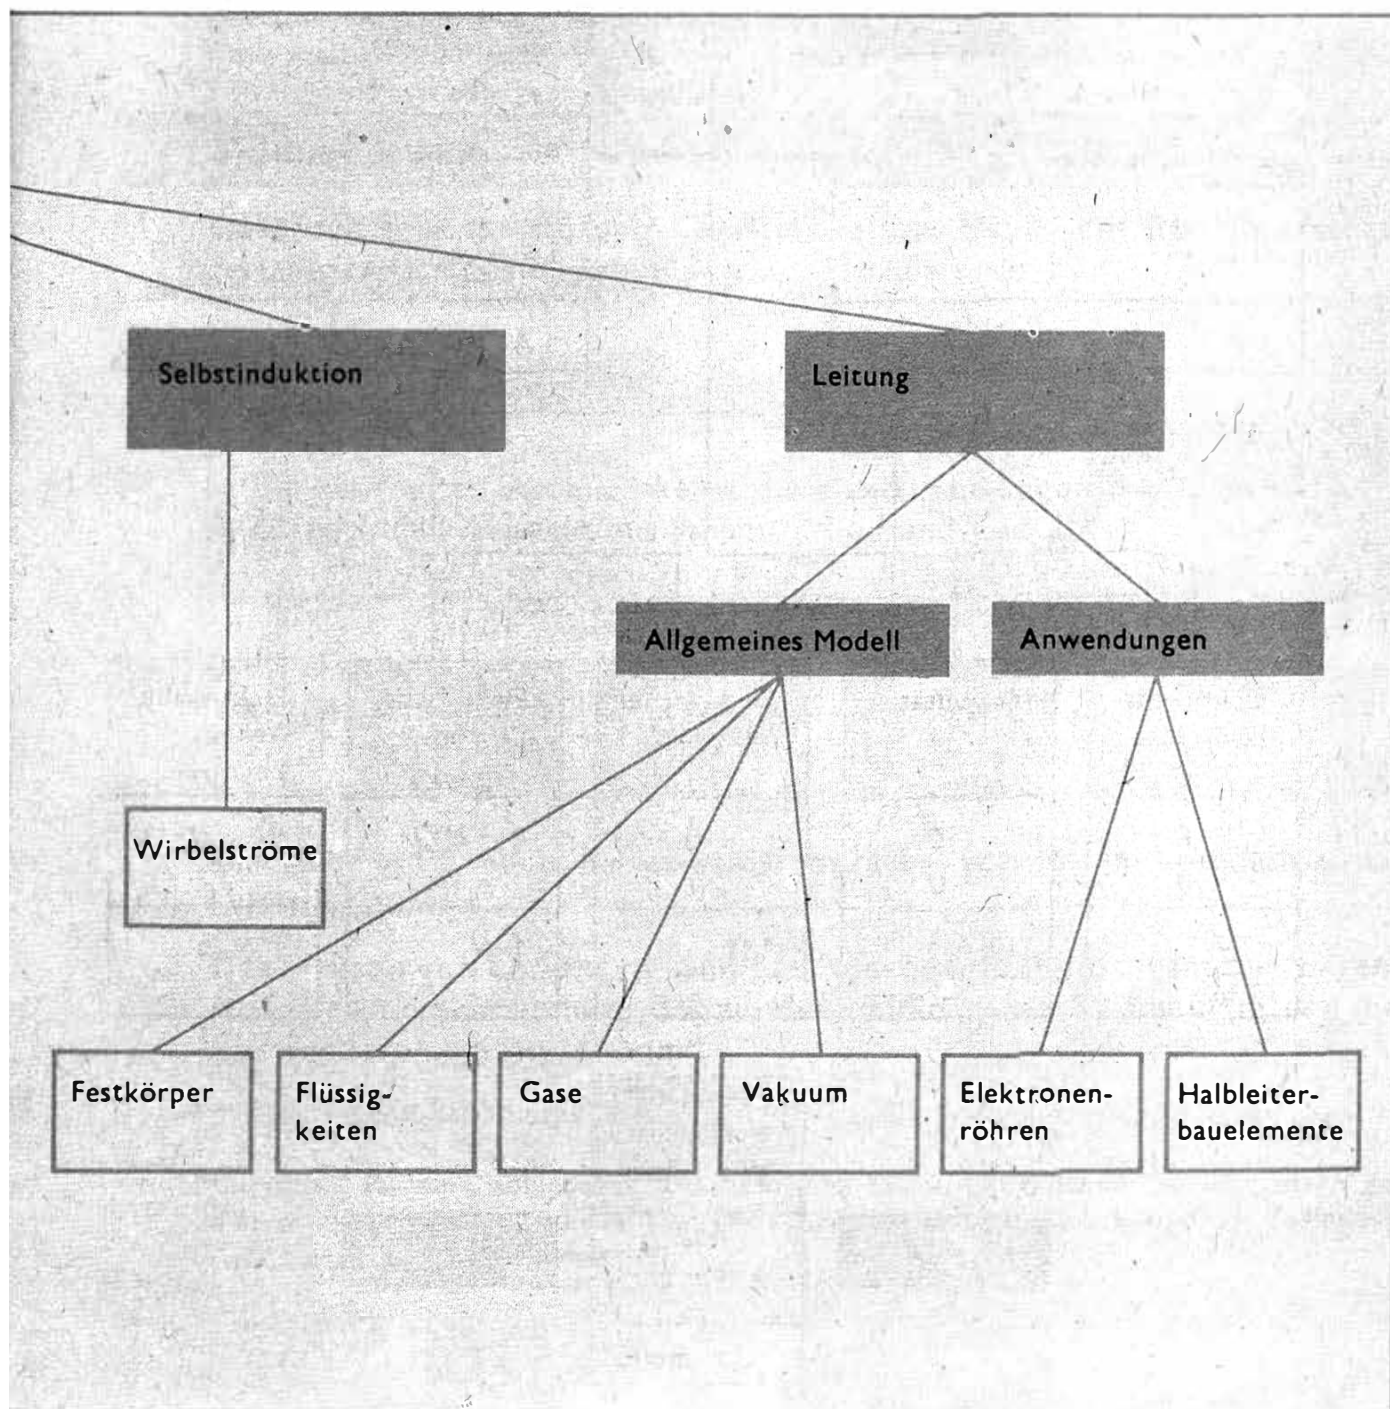 Selbstinduktion
Leitung
Allgemeines Modell
Anwendungen
Wirbelströme
Festkörper
Flüssig-
keiten
Gase
Vakuum
Elektronen-
röhren
Halbleiter-
bauelemente